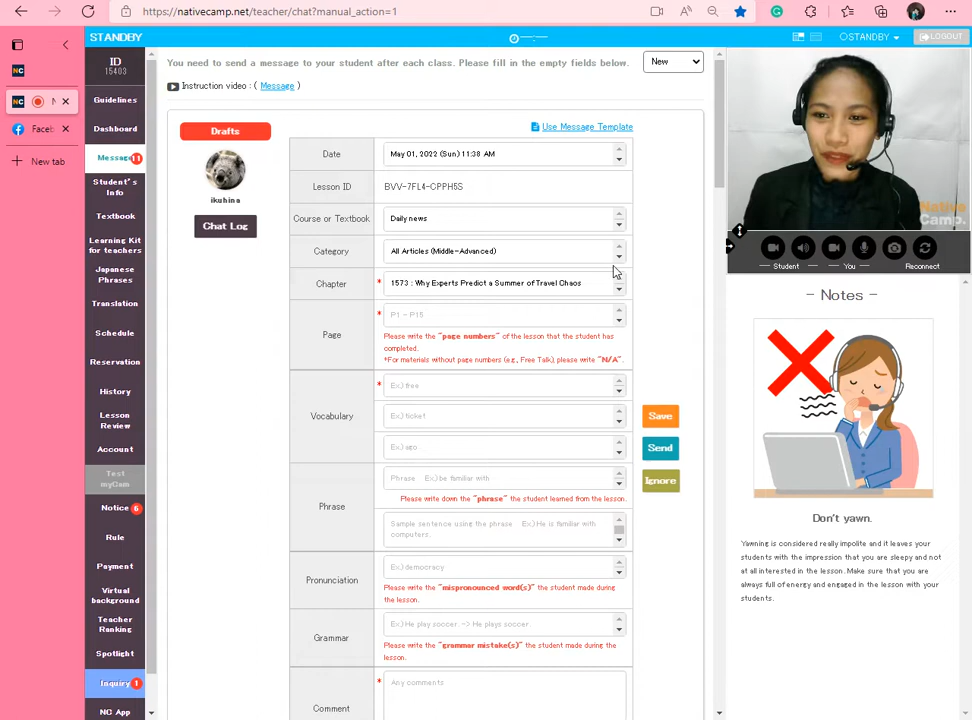 https://nativecamp.net/teacher/chat?manual_action=1
STANDBY
STANDBY
LOGOUT
ID
15403
Guidelines
Dashboard
Message 11
Student's
Info
Textbook
Learning Kit
for teachers
Japanese
Phrases
Translation
Schedule
Reservation
History
Lesson
Review
Account
Test
myCam
Notice 6
Rule
Payment
Virtual
background
Teacher
Ranking
Spotlight
Inquiry 1
NC App
NC
NC N
Facel
New tab
You need to send a message to your student after each class. Please fill in the empty fields below.
New
Instruction video : ( Message )
Drafts
ikuhina
Chat Log
Use Message Template
Date
May 01, 2022 (Sun) 11:38 AM
Lesson ID
BVV-7FL4-CPPH5S
Course or Textbook
Daily news
Category
All Articles (Middle-Advanced)
Chapter
* 1573 : Why Experts Predict a Summer of Travel Chaos
Page
* P1 - P15
Please write the "page numbers" of the lesson that the student has
completed.
*For materials without page numbers (e.g., Free Talk), please write "N/A".
Vocabulary
* Ex.) free
Ex.) ticket
Ex.) ago
Save
Send
Ignore
Phrase
Phrase Ex.) be familiar with
Please write down the "phrase" the student learned from the lesson.
Sample sentence using the phrase Ex.) He is familiar with
computers.
Pronunciation
Ex.) democracy
Please write the "mispronounced word(s)" the student made during
the lesson.
Grammar
Ex.) He play soccer. -> He plays soccer.
Please write the "grammar mistake(s)" the student made during the
lesson.
Comment
* Any comments
Native
Camp.
Student
You
Reconnect
- Notes -
Don't yawn.
Yawning is considered really impolite and it leaves your
students with the impression that you are sleepy and not
at all interested in the lesson. Make sure that you are
always full of energy and engaged in the lesson with your
students.